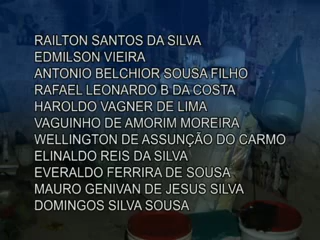 RAILTON SANTOS DA SILVA
EDMILSON VIEIRA
ANTONIO BELCHIOR SOUSA FILHO
RAFAEL LEONARDO B DA COSTA
HAROLDO VAGNER DE LIMA
VAGUINHO DE AMORIM MOREIRA
WELLINGTON DE ASSUNÇÃO DO CARMO
ELINALDO REIS DA SILVA
EVERALDO FERRIRA DE SOUSA
MAURO GENIVAN DE JESUS SILVA
DOMINGOS SILVA SOUSA